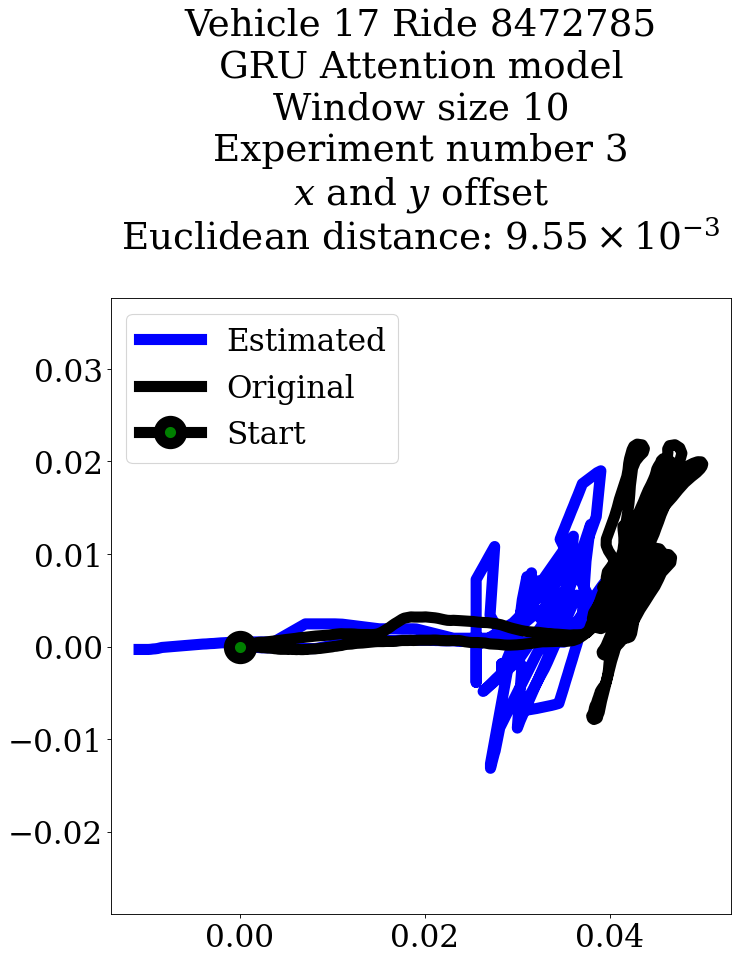 Vehicle 17 Ride 8472785
GRU Attention model
Window size 10
Experiment number 3
x and y offset
Euclidean distance: 9.55 × 10⁻³
Estimated
Original
Start
0.03
0.02
0.01
0.00
−0.01
−0.02
0.00 0.02 0.04